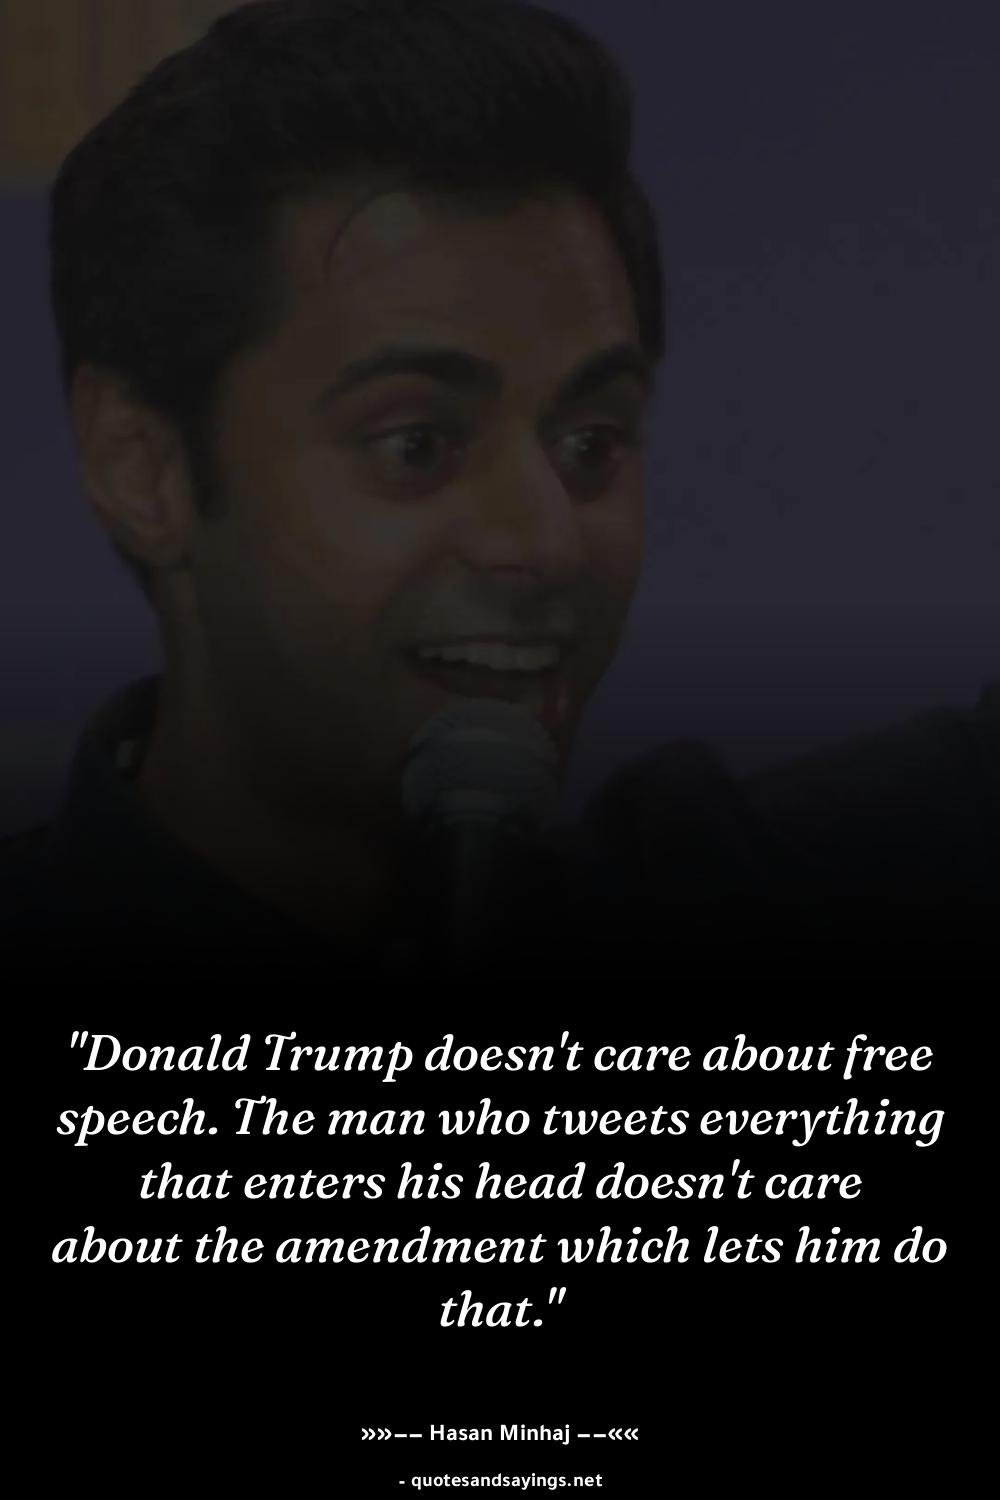 "Donald Trump doesn't care about free
speech. The man who tweets everything
that enters his head doesn't care
about the amendment which lets him do
that."
»»−− Hasan Minhaj −−««
- quotesandsayings.net